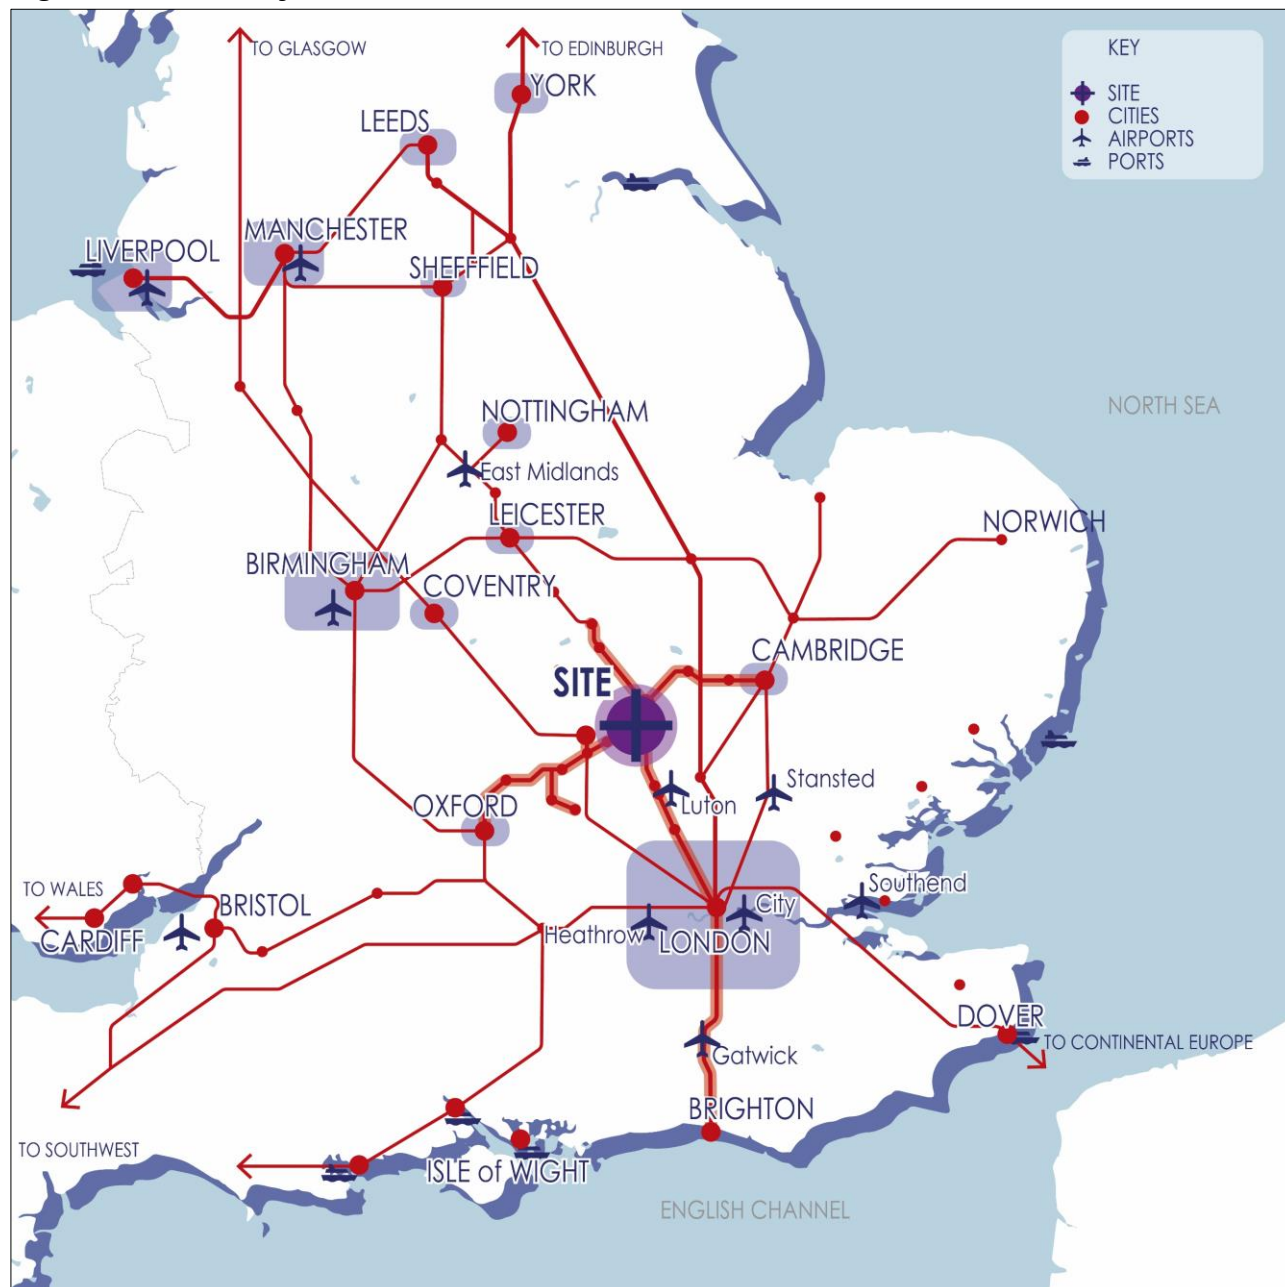 TO GLASGOW
TO EDINBURGH
KEY
YORK
SITE
CITIES
LEEDS
AIRPORTS
PORTS
MANCHESTER
LIVERPOOL
SHEFFFIELD
NORTH SEA
NOTTINGHAM
East Midlands
LEICESTER
NORWICH
BIRMINGHAM
COVENTRY
CAMBRIDGE
SITE
Stansted
OXFORD
Luton
TO WALES
Southend
BRISTOL
City
CARDIFF
Heathrow
LONDON
DOVER
TO CONTINENTAL EUROPE
Gatwick
BRIGHTON
TO SOUTHWEST
ISLE of WIGHT
ENGLISH CHANNEL